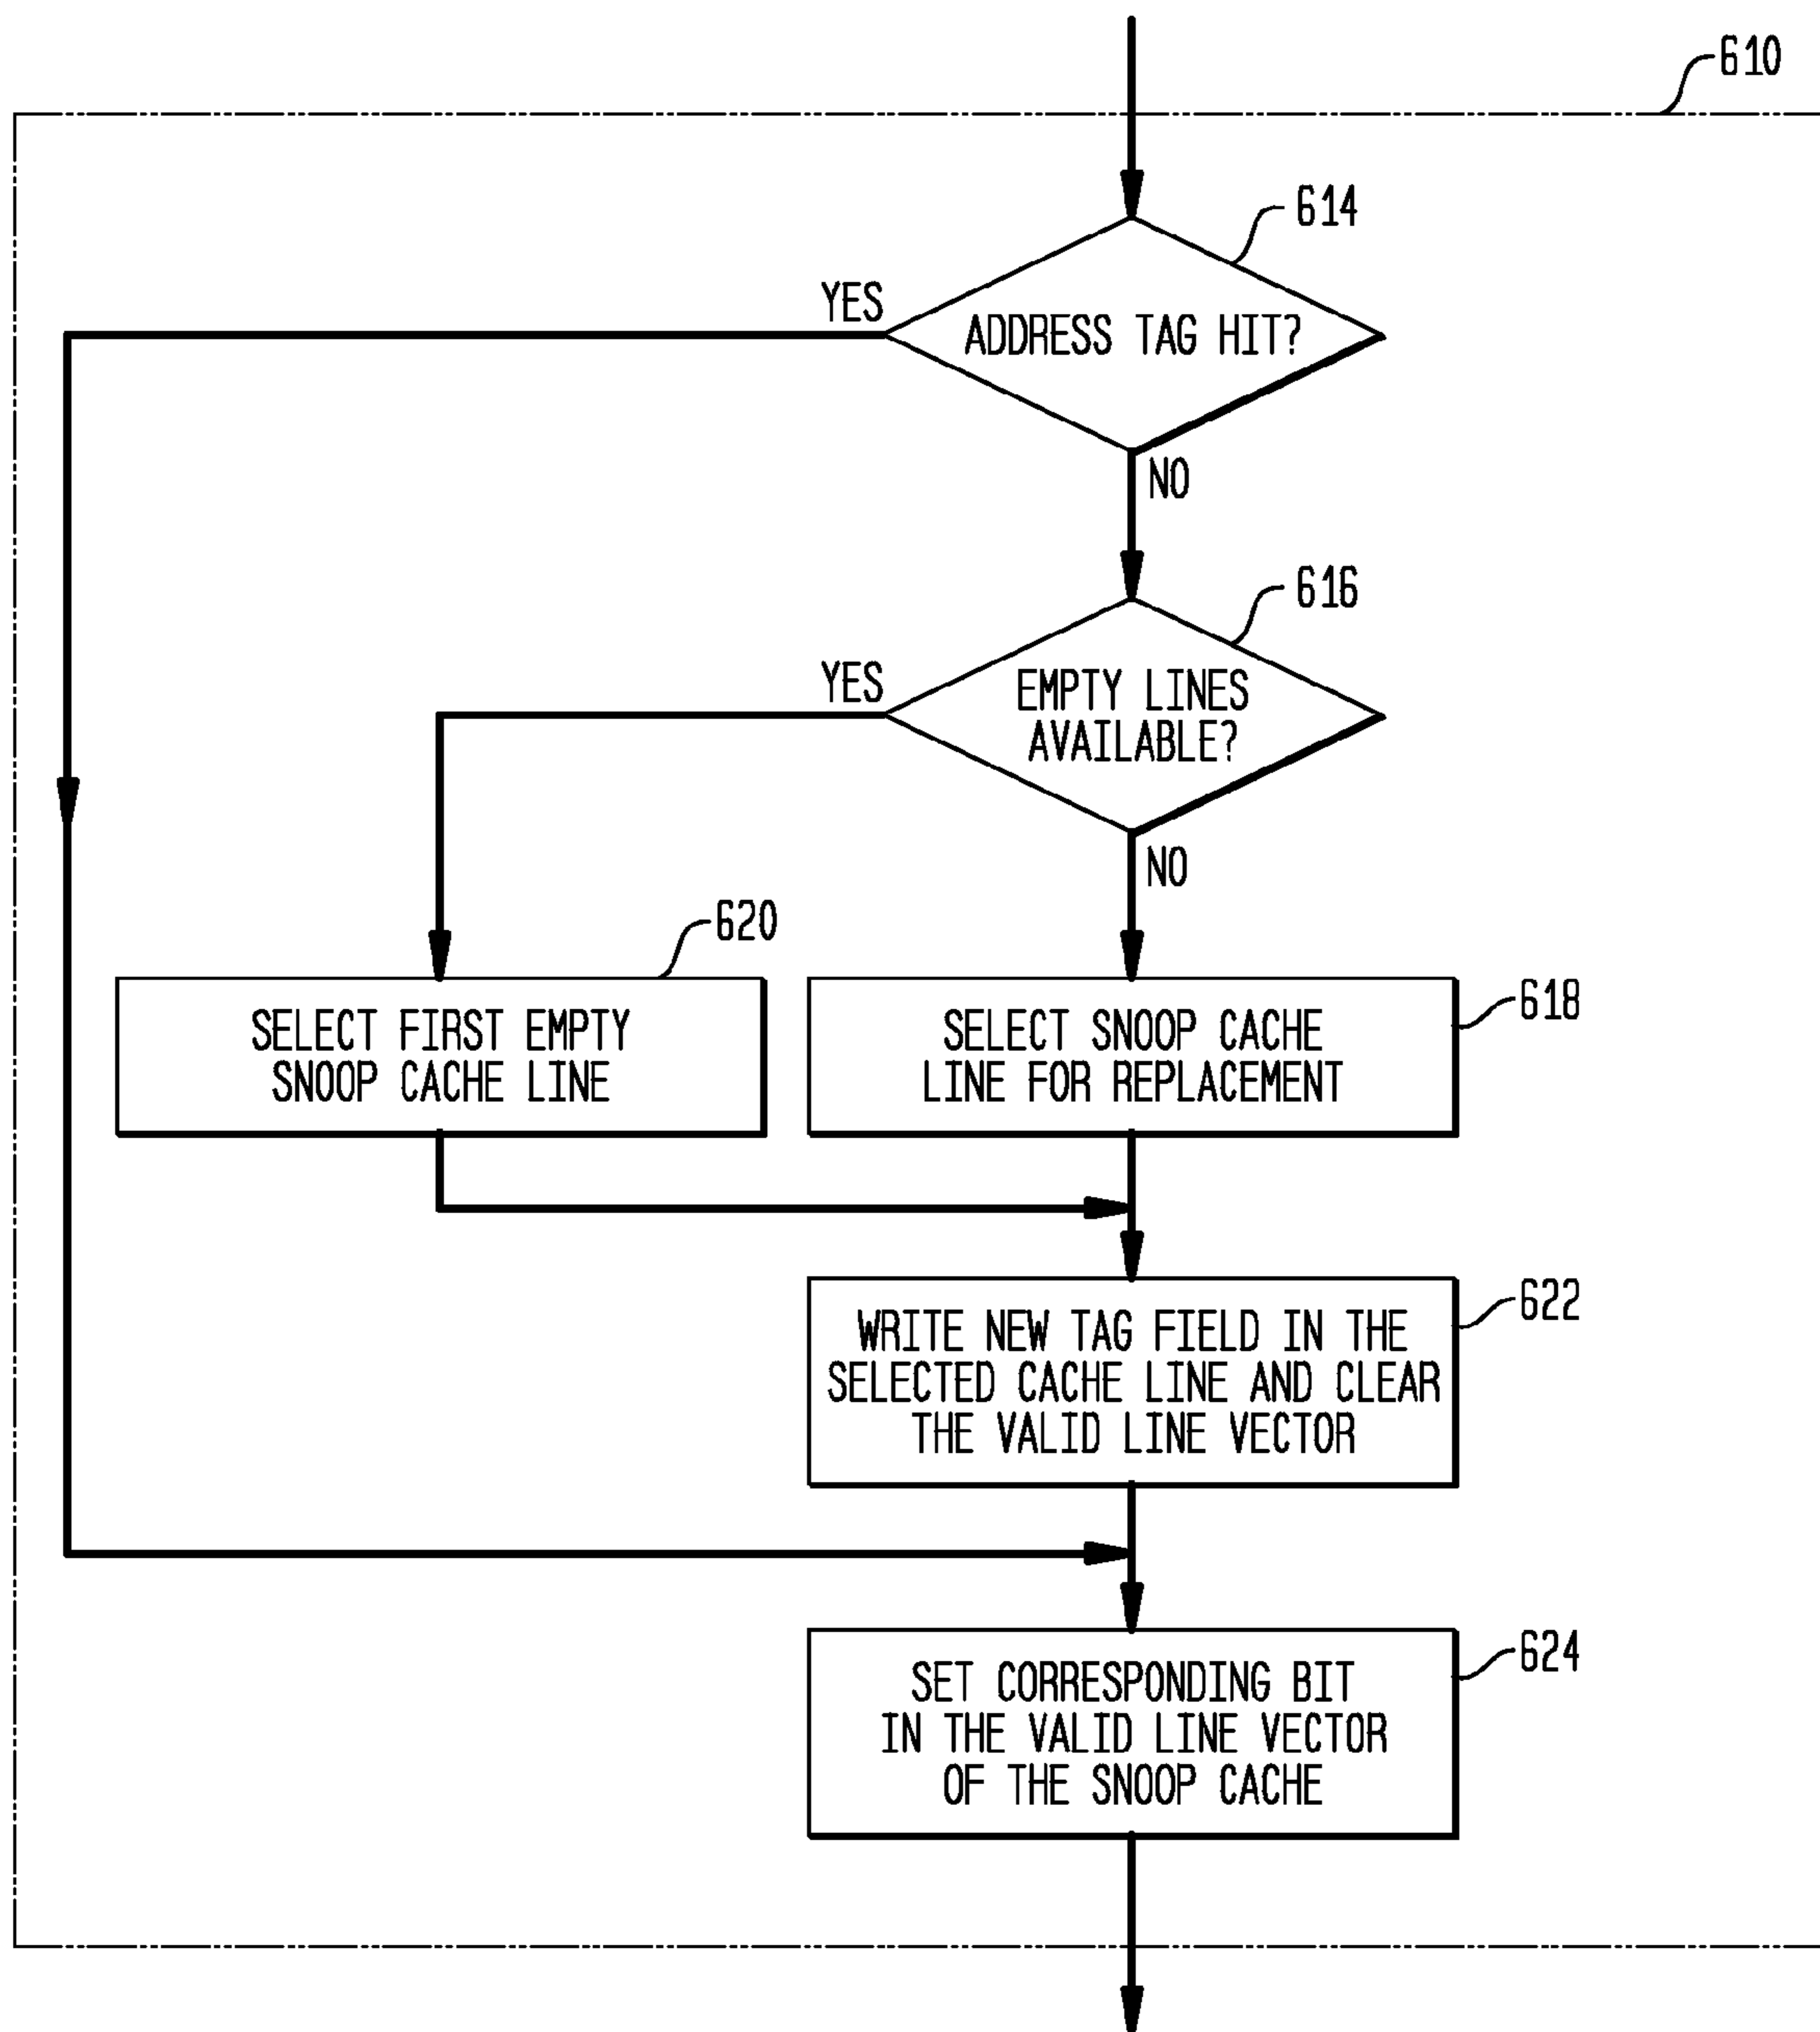 610
614
YES
ADDRESS TAG HIT?
NO
616
YES
EMPTY LINES
AVAILABLE?
NO
620
SELECT FIRST EMPTY
SNOOP CACHE LINE
618
SELECT SNOOP CACHE
LINE FOR REPLACEMENT
622
WRITE NEW TAG FIELD IN THE
SELECTED CACHE LINE AND CLEAR
THE VALID LINE VECTOR
624
SET CORRESPONDING BIT
IN THE VALID LINE VECTOR
OF THE SNOOP CACHE